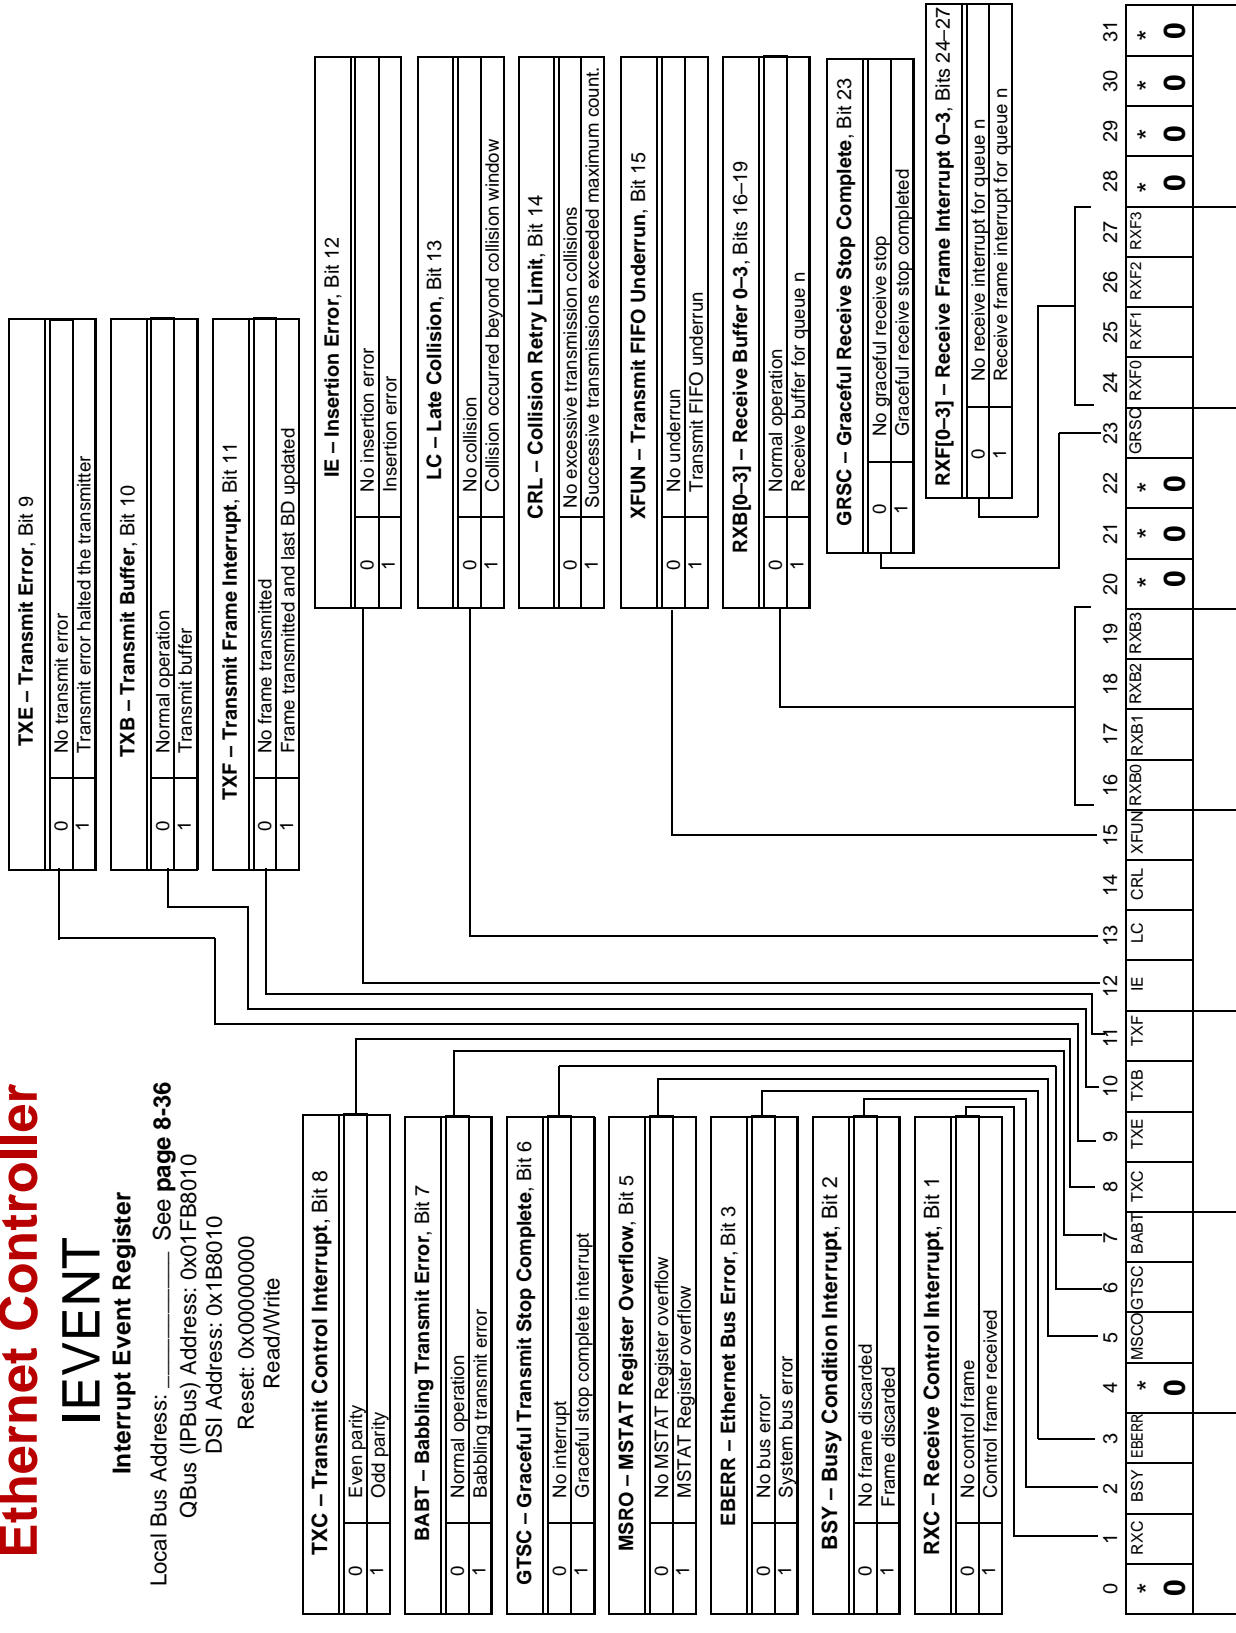 Ethernet Controller
IEVENT
Interrupt Event Register
Local Bus Address: ____________ See page 8-36
QBus (IPBus) Address: 0x01FB8010
DSI Address: 0x1B8010
Reset: 0x00000000
Read/Write
TXC – Transmit Control Interrupt, Bit 8
0 Even parity
1 Odd parity
BABT – Babbling Transmit Error, Bit 7
0 Normal operation
1 Babbling transmit error
GTSC – Graceful Transmit Stop Complete, Bit 6
0 No interrupt
1 Graceful stop complete interrupt
MSRO – MSTAT Register Overflow, Bit 5
0 No MSTAT Register overflow
1 MSTAT Register overflow
EBERR – Ethernet Bus Error, Bit 3
0 No bus error
1 System bus error
BSY – Busy Condition Interrupt, Bit 2
0 No frame discarded
1 Frame discarded
RXC – Receive Control Interrupt, Bit 1
0 No control frame
1 Control frame received
TXE – Transmit Error, Bit 9
0 No transmit error
1 Transmit error halted the transmitter
TXB – Transmit Buffer, Bit 10
0 Normal operation
1 Transmit buffer
TXF – Transmit Frame Interrupt, Bit 11
0 No frame transmitted
1 Frame transmitted and last BD updated
IE – Insertion Error, Bit 12
0 No insertion error
1 Insertion error
LC – Late Collision, Bit 13
0 No collision
1 Collision occurred beyond collision window
CRL – Collision Retry Limit, Bit 14
0 No excessive transmission collisions
1 Successive transmissions exceeded maximum count.
XFUN – Transmit FIFO Underrun, Bit 15
0 No underrun
1 Transmit FIFO underrun
RXB[0–3] – Receive Buffer 0–3, Bits 16–19
0 Normal operation
1 Receive buffer for queue n
GRSC – Graceful Receive Stop Complete, Bit 23
0 No graceful receive stop
1 Graceful receive stop completed
RXF[0–3] – Receive Frame Interrupt 0–3, Bits 24–27
0 No receive interrupt for queue n
1 Receive frame interrupt for queue n
0 1 2 3 4 5 6 7 8 9 10 11 12 13 14 15 16 17 18 19 20 21 22 23 24 25 26 27 28 29 30 31
* RXC BSY EBERR * MSCO GTSC BABT TXC TXE TXB TXF IE LC CRL XFUN RXB0 RXB1 RXB2 RXB3 * * * GRSC RXF0 RXF1 RXF2 RXF3 * * * *
0 0 0 0 0 0 0 0 0